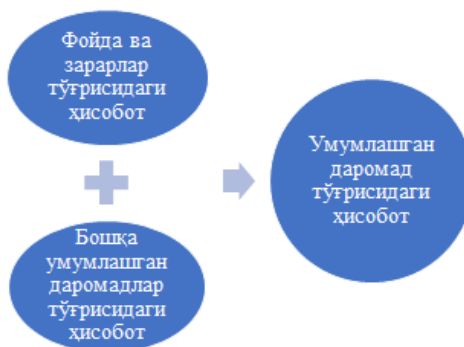 Фойда ва
зарарлар
тўғрисидаги
ҳисобот
Бошқа
умумлашган
даромадлар
тўғрисидаги
ҳисобот
Умумлашган
даромад
тўғрисидаги
ҳисобот